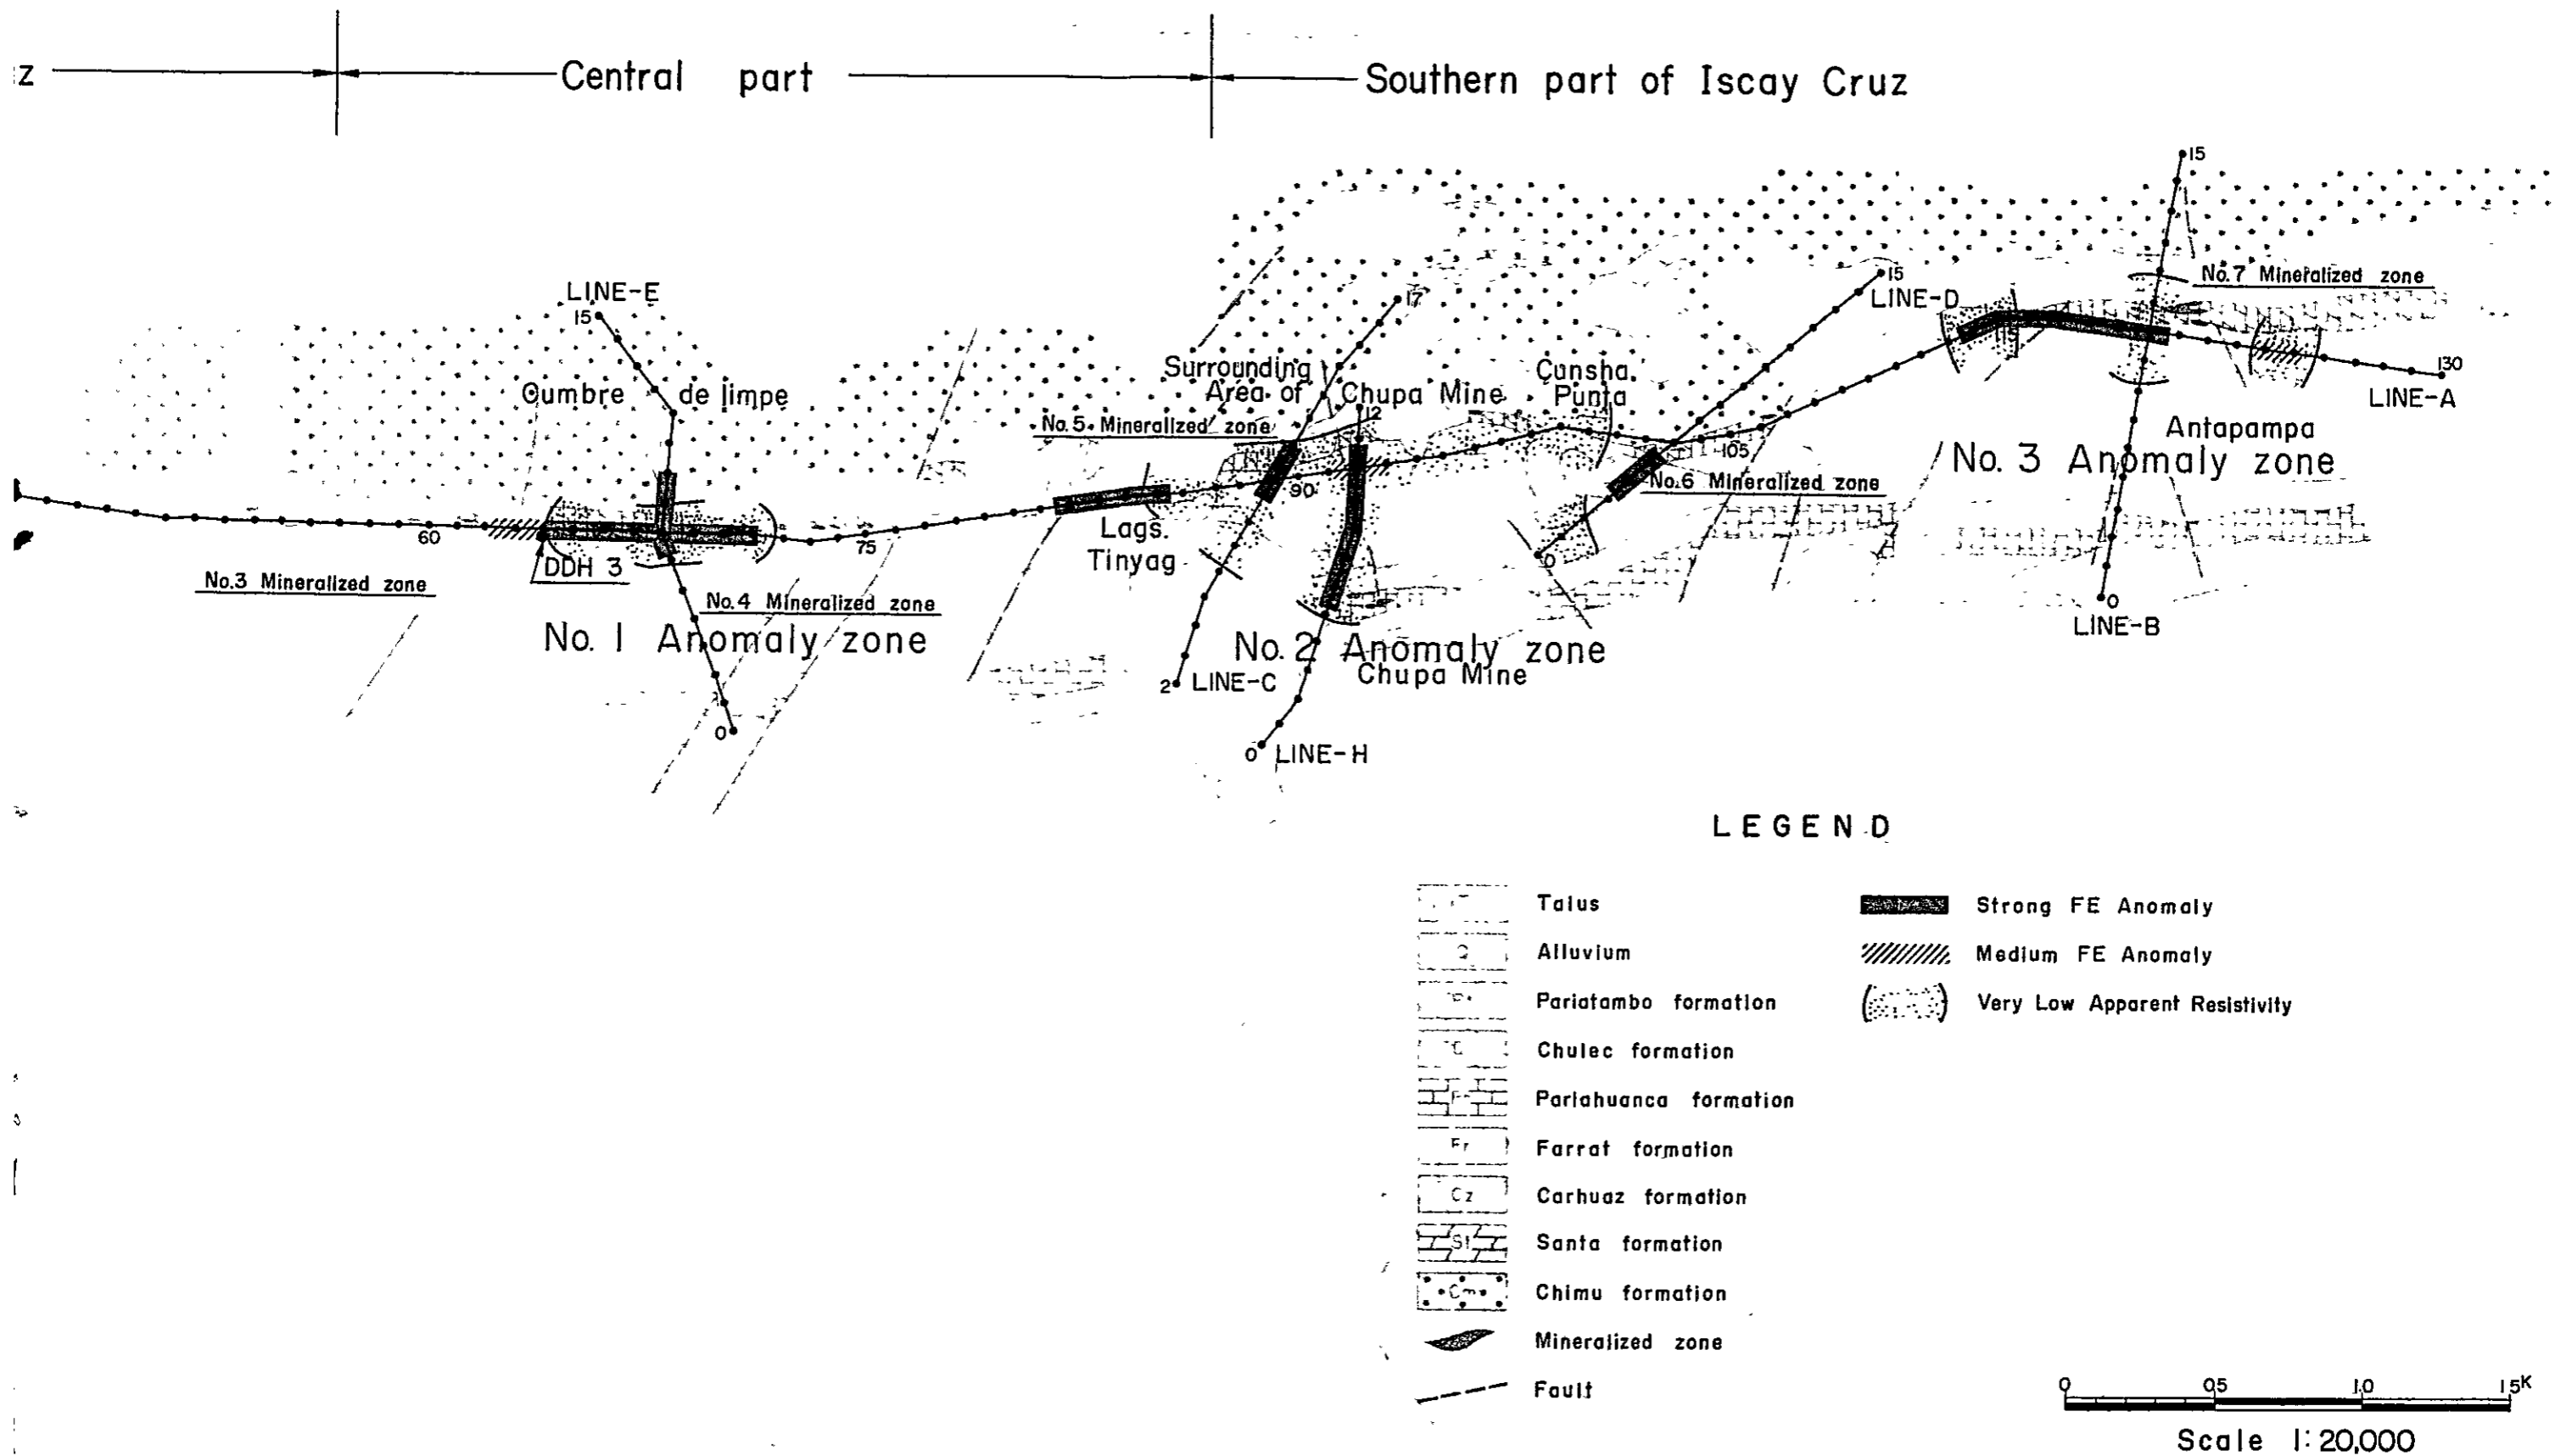 Z
Central part
Southern part of Iscay Cruz
15
LINE-E
15
17
15
LINE-D
No.7 Mineralized zone
Cumbre de limpe
Surrounding
Area of Chupa Mine
12
Cunsha.
Punta
No.5 Mineralized zone
130
LINE-A
Antapampa
105
No. 3 Anomaly zone
90
No.6 Mineralized zone
60
75
Lags.
Tinyag
0
DDH 3
No.3 Mineralized zone
No.4 Mineralized zone
0
LINE-B
No. 1 Anomaly zone
No. 2 Anomaly zone
Chupa Mine
2 LINE-C
0
0 LINE-H
LEGEND
Talus
Q Alluvium
Pariatambo formation
Chulec formation
Pariahuanca formation
Fr Farrat formation
Cz Carhuaz formation
St Santa formation
Cm Chimu formation
Mineralized zone
Fault
Strong FE Anomaly
Medium FE Anomaly
Very Low Apparent Resistivity
0 05 1.0 15K
Scale 1:20,000